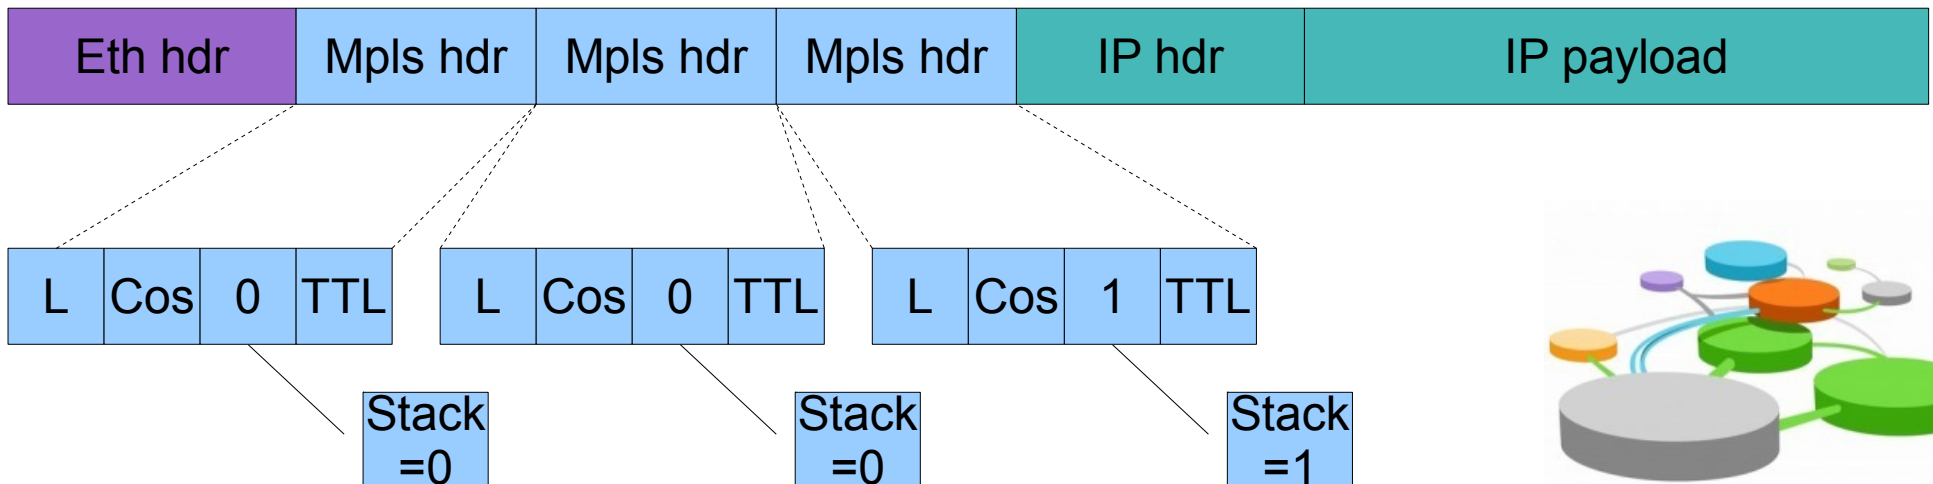 Eth hdr Mpls hdr Mpls hdr Mpls hdr IP hdr IP payload
L Cos 0 TTL L Cos 0 TTL L Cos 1 TTL
Stack Stack Stack
=0 =0 =1